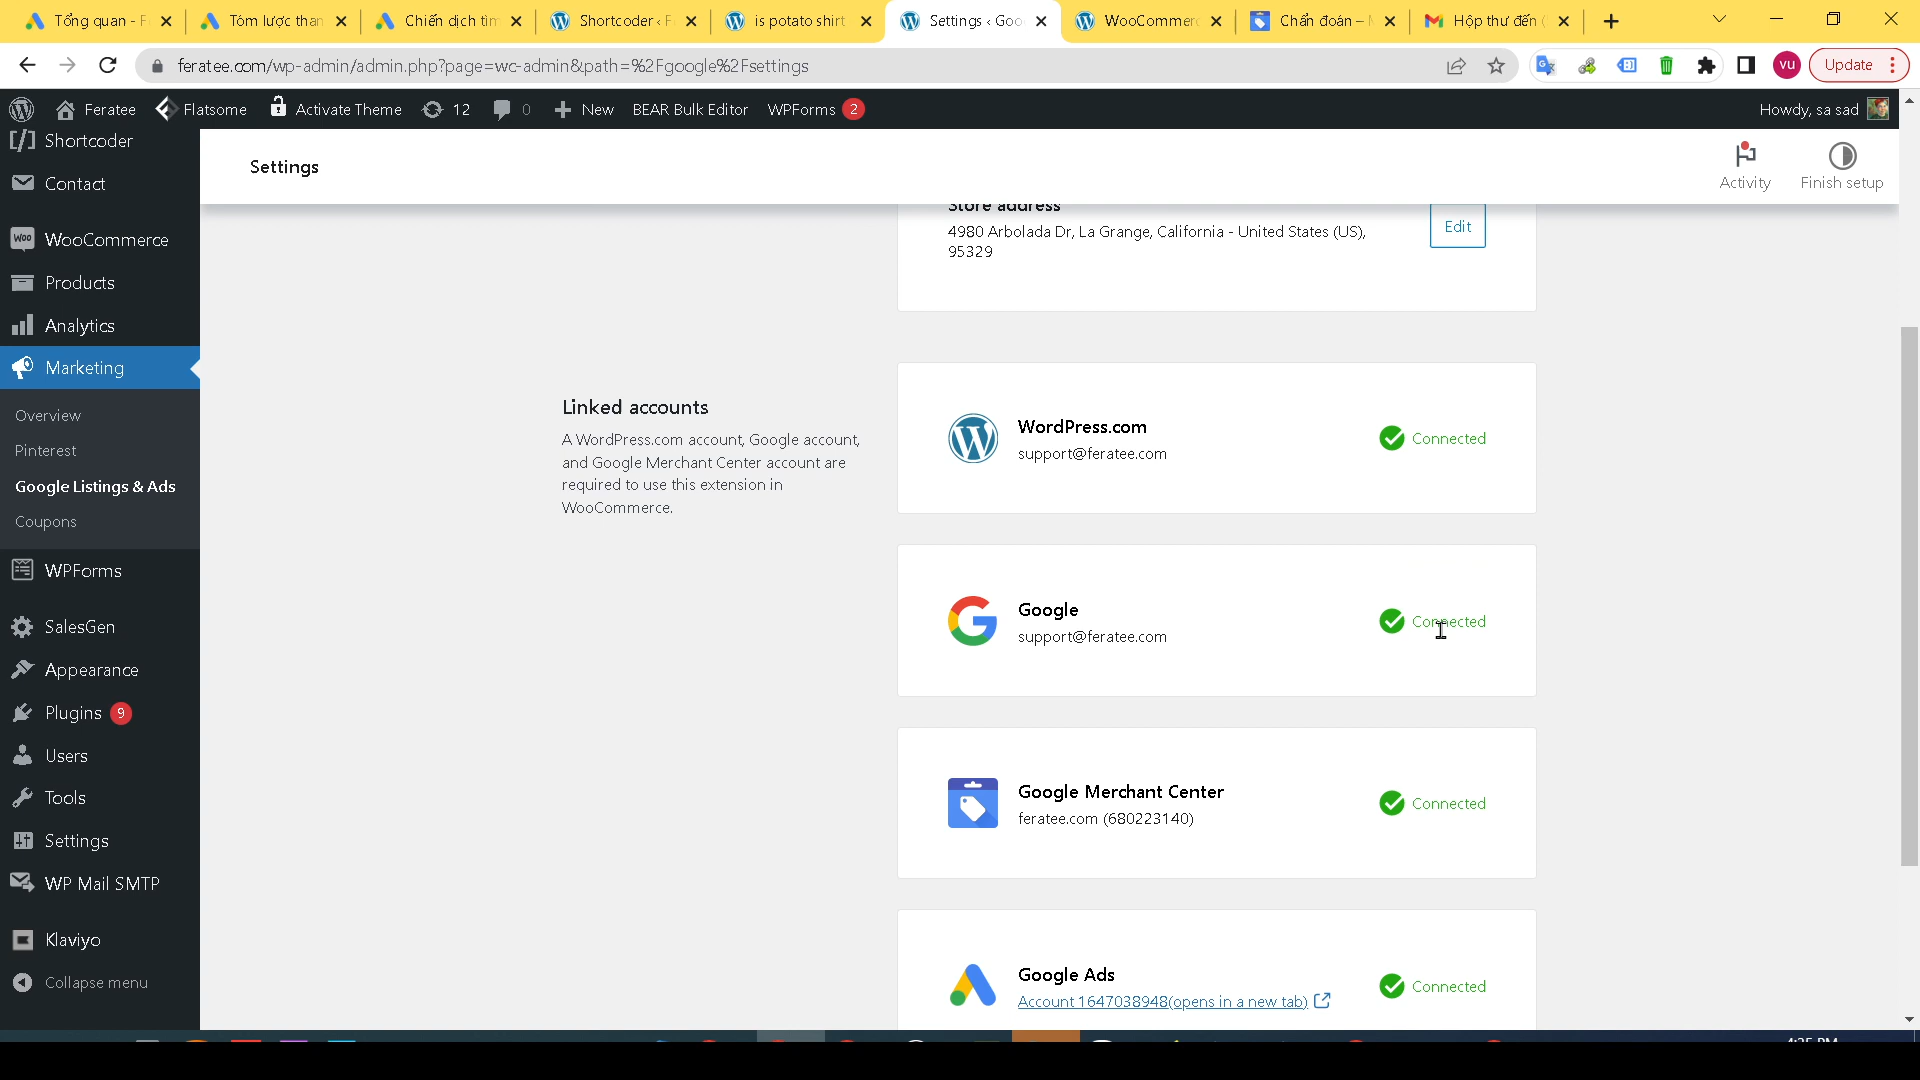 Tổng quan - F
Tóm lược than
Chiến dịch tìm
Shortcoder ‹ F
is potato shirt
Settings ‹ Goo
WooCommerc
Chẩn đoán – M
Hộp thư đến (
feratee.com/wp-admin/admin.php?page=wc-admin&path=%2Fgoogle%2Fsettings
vu
Update
Feratee
Flatsome
Activate Theme
12
0
New
BEAR Bulk Editor
WPForms 2
Howdy, sa sad
Shortcoder
Contact
WooCommerce
Products
Analytics
Marketing
Overview
Pinterest
Google Listings & Ads
Coupons
WPForms
SalesGen
Appearance
Plugins 9
Users
Tools
Settings
WP Mail SMTP
Klaviyo
Collapse menu
Settings
Activity
Finish setup
Store address
4980 Arbolada Dr, La Grange, California - United States (US),
95329
Edit
Linked accounts
A WordPress.com account, Google account,
and Google Merchant Center account are
required to use this extension in
WooCommerce.
WordPress.com
support@feratee.com
Connected
Google
support@feratee.com
Connected
Google Merchant Center
feratee.com (680223140)
Connected
Google Ads
Account 1647038948(opens in a new tab)
Connected